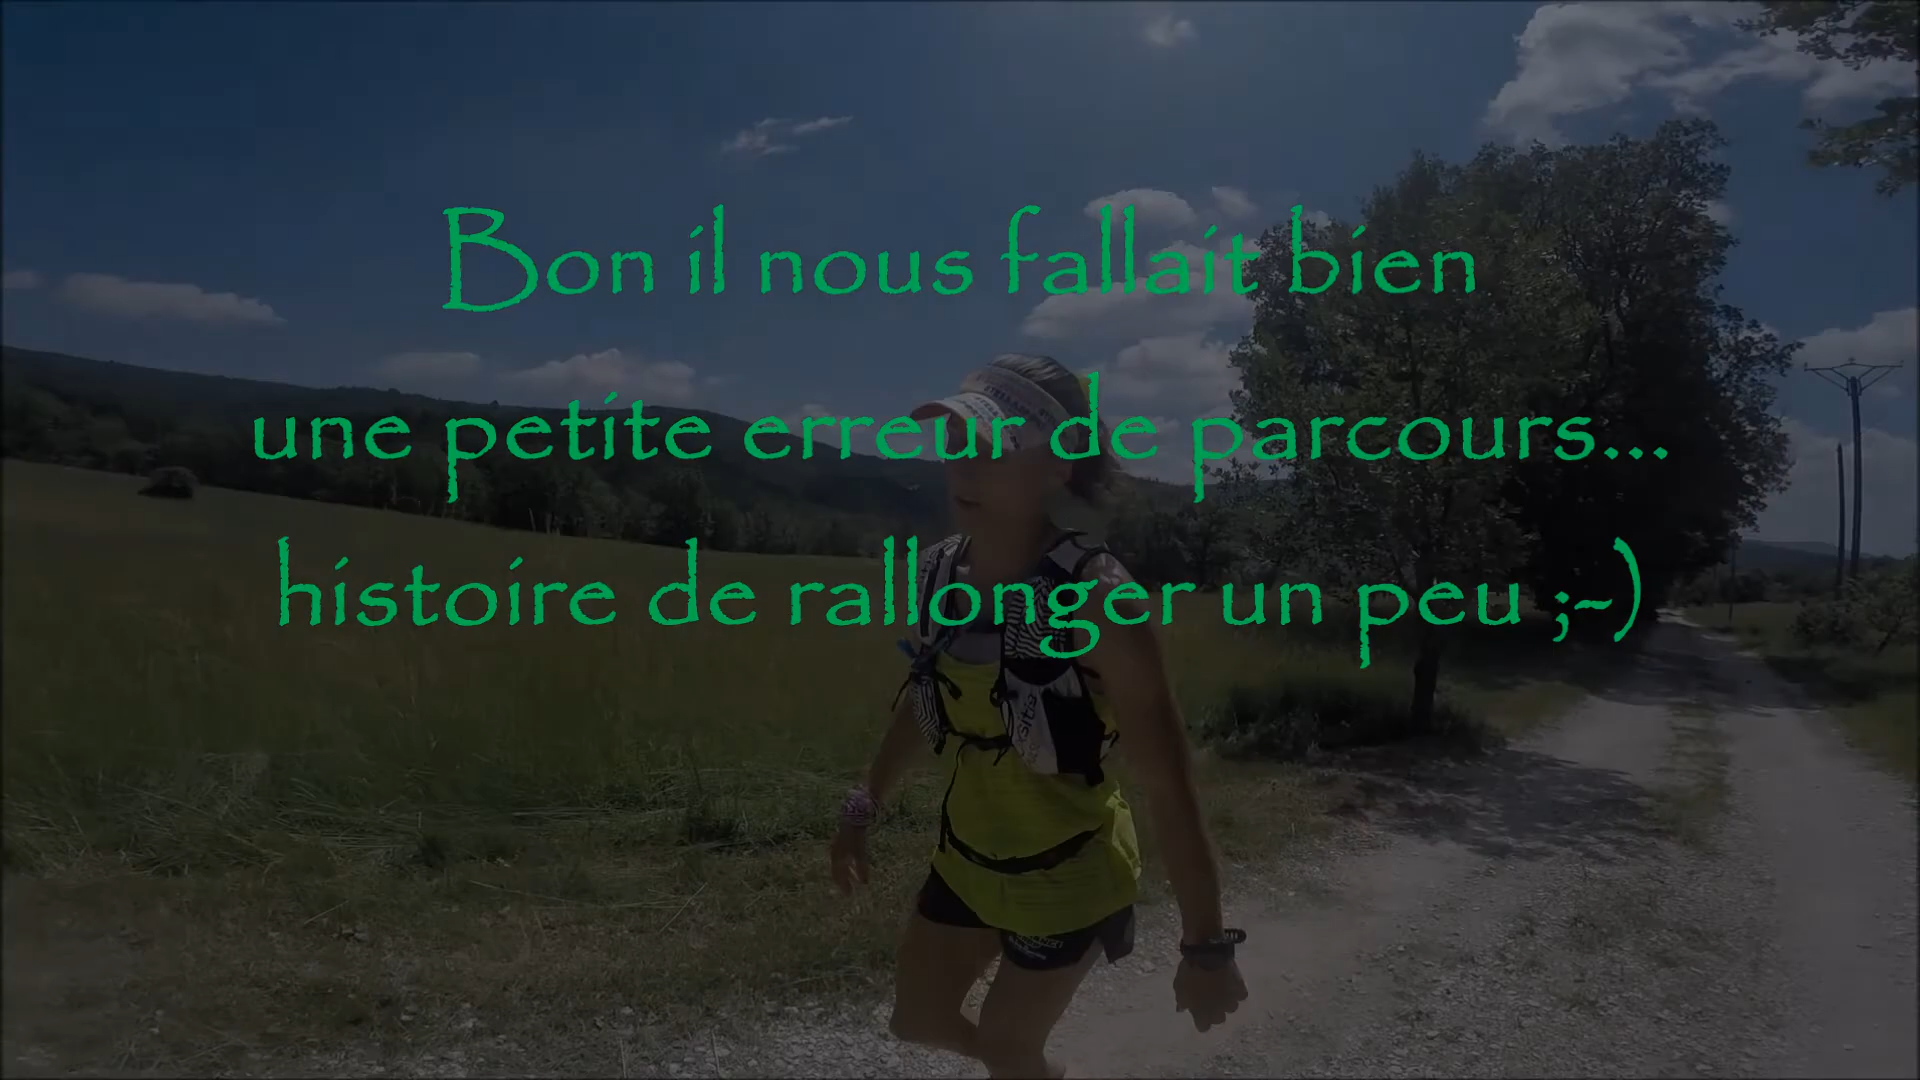 Bon il nous fallait bien
une petite erreur de parcours...
histoire de rallonger un peu ;-)